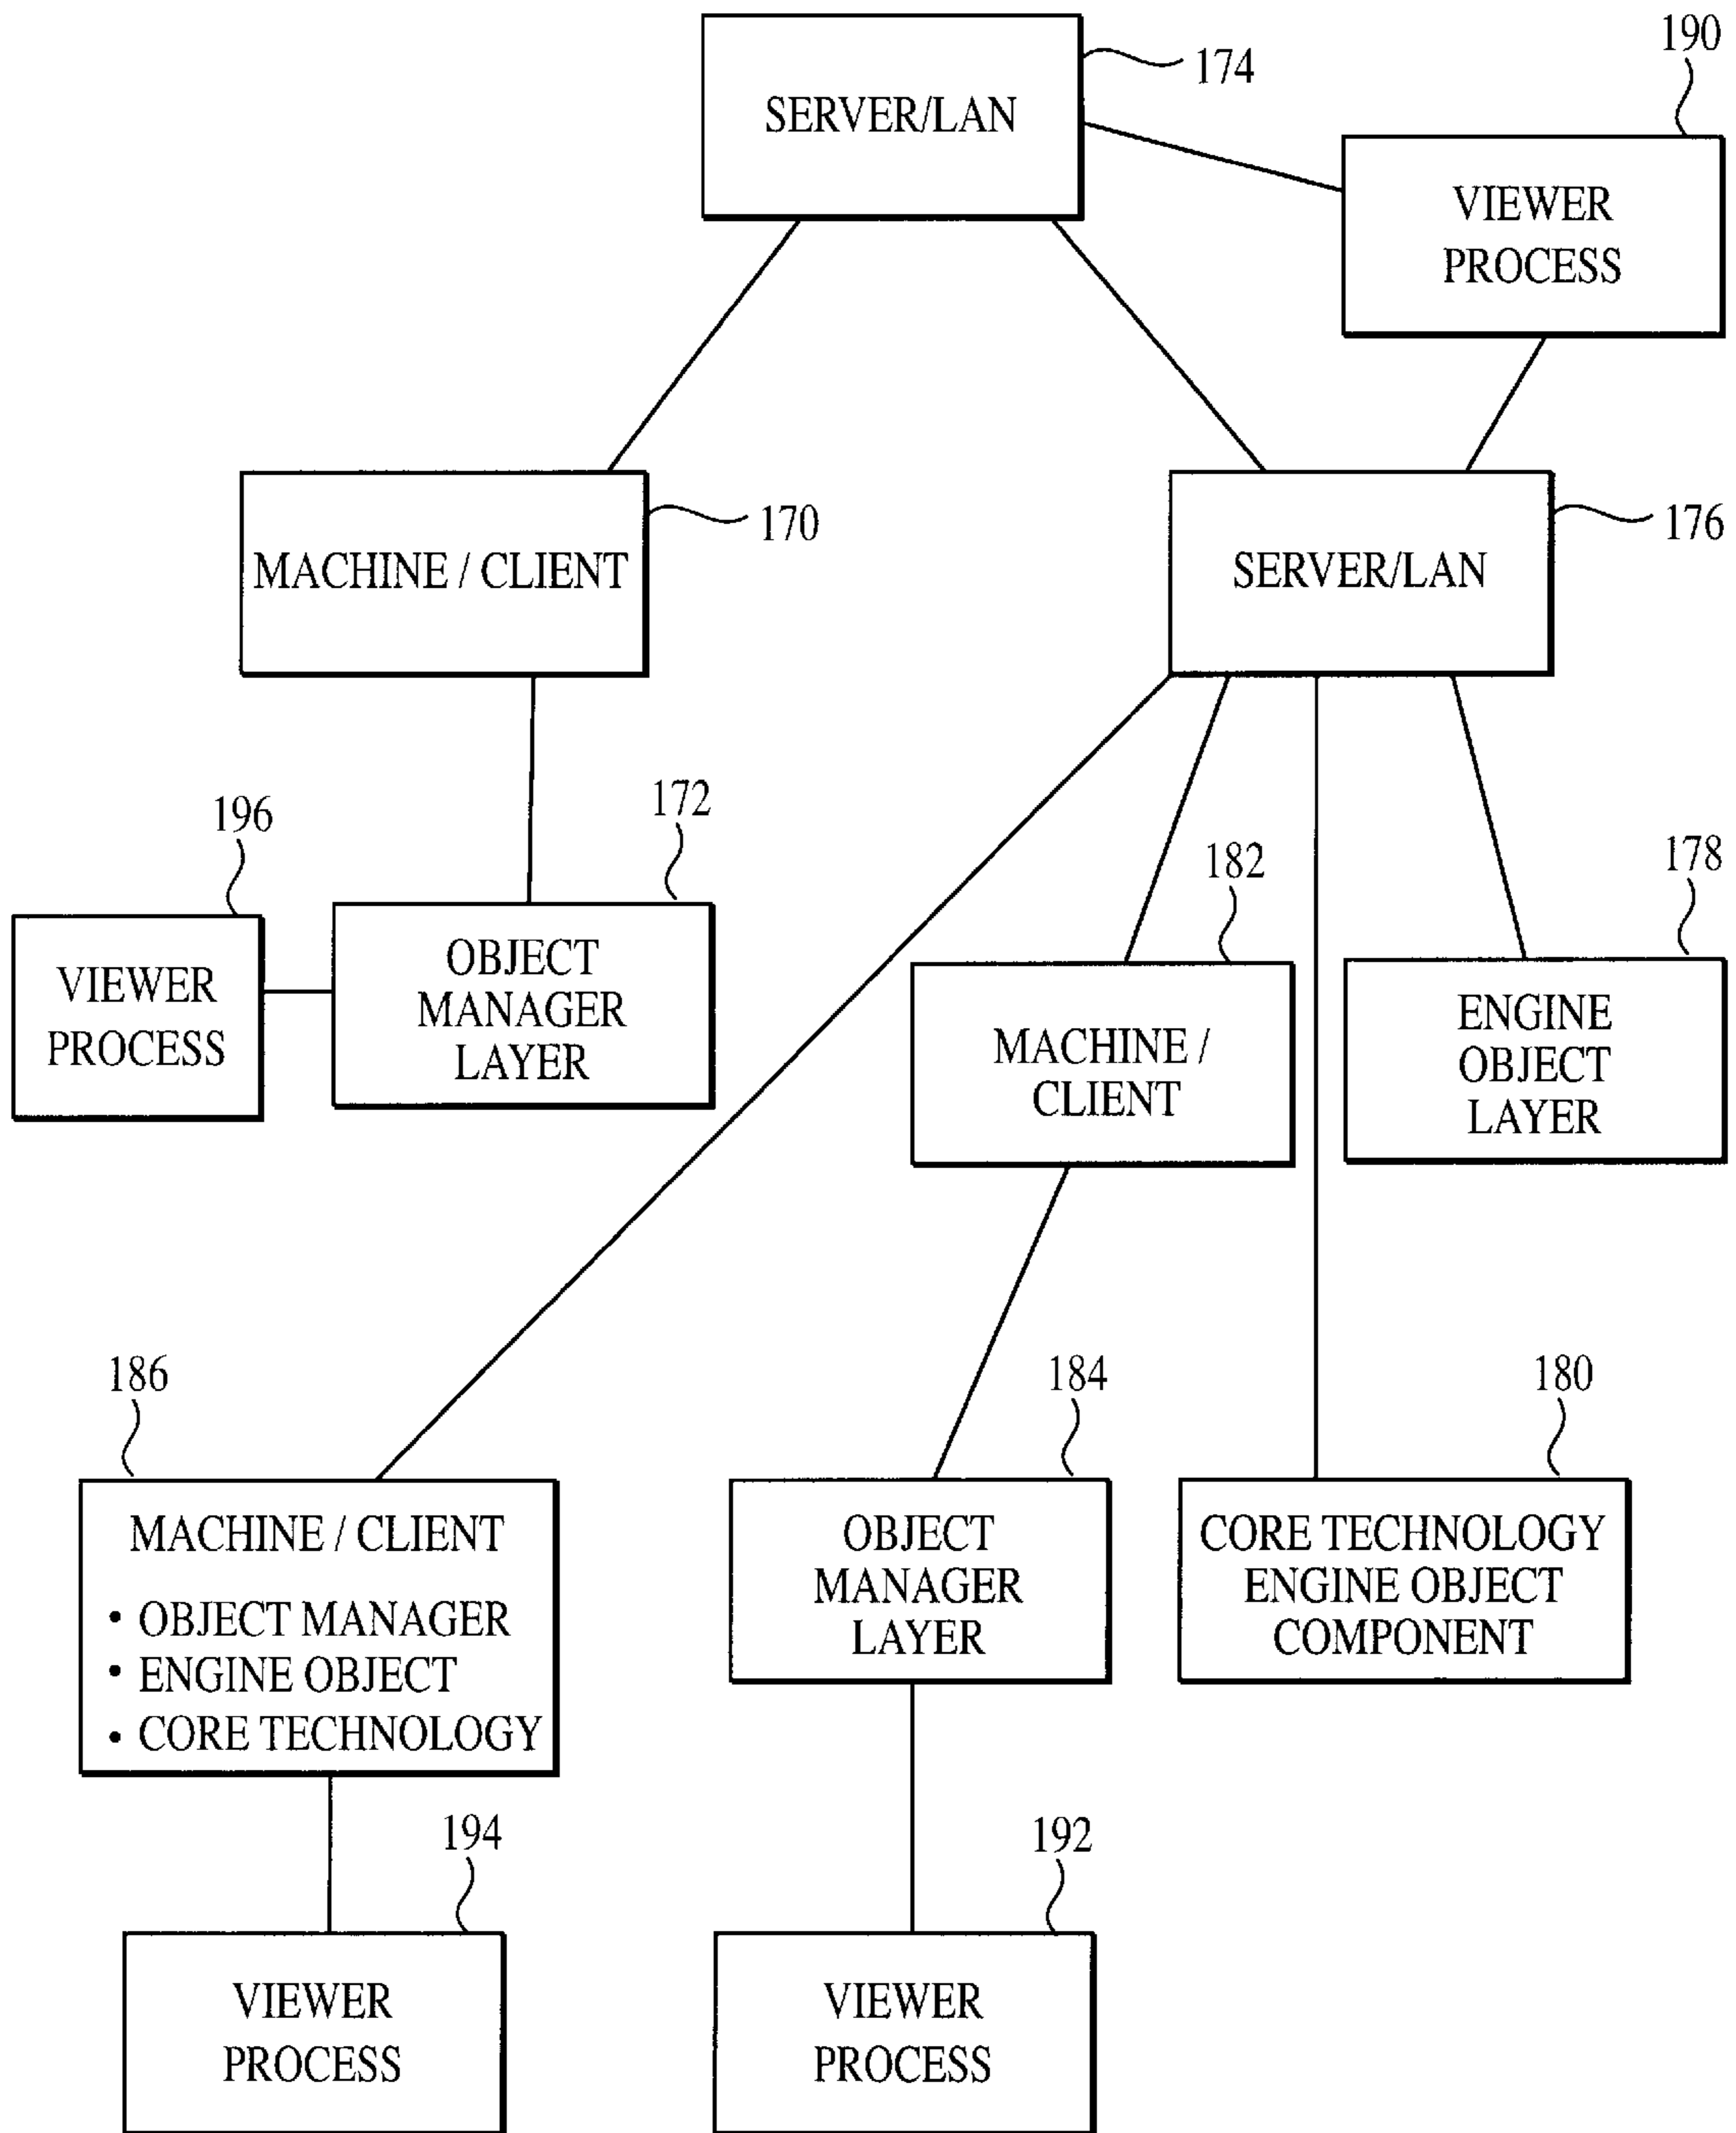 190
174
SERVER/LAN
VIEWER
PROCESS
170
176
MACHINE / CLIENT
SERVER/LAN
196
172
182
178
VIEWER
PROCESS
OBJECT
MANAGER
LAYER
MACHINE /
CLIENT
ENGINE
OBJECT
LAYER
186
184
180
MACHINE / CLIENT
• OBJECT MANAGER
• ENGINE OBJECT
• CORE TECHNOLOGY
OBJECT
MANAGER
LAYER
CORE TECHNOLOGY
ENGINE OBJECT
COMPONENT
194
192
VIEWER
PROCESS
VIEWER
PROCESS